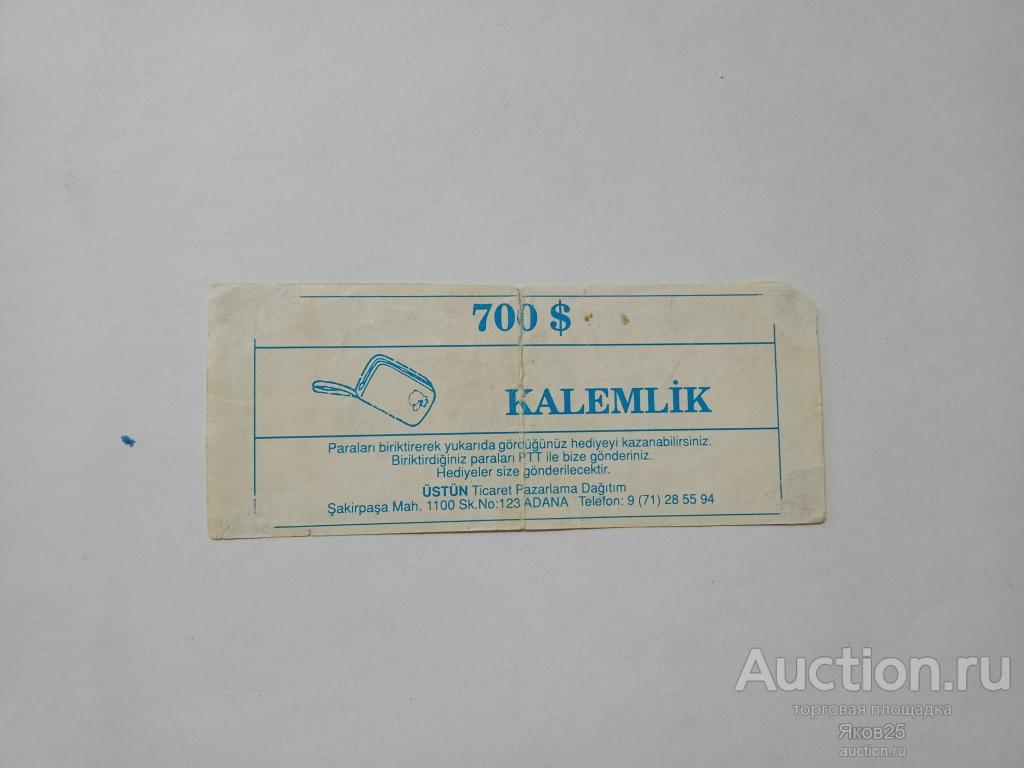 700 $
KALEMLİK
Paraları biriktirerek yukarıda gördüğünüz hediyeyi kazanabilirsiniz.
Biriktirdiğiniz paraları PTT ile bize gönderiniz.
Hediyeler size gönderilecektir.
ÜSTÜN Ticaret Pazarlama Dağıtım
Şakirpaşa Mah. 1100 Sk.No:123 ADANA Telefon: 9 (71) 28 55 94
Auction.ru
торговая площадка
Яков25
auction.ru